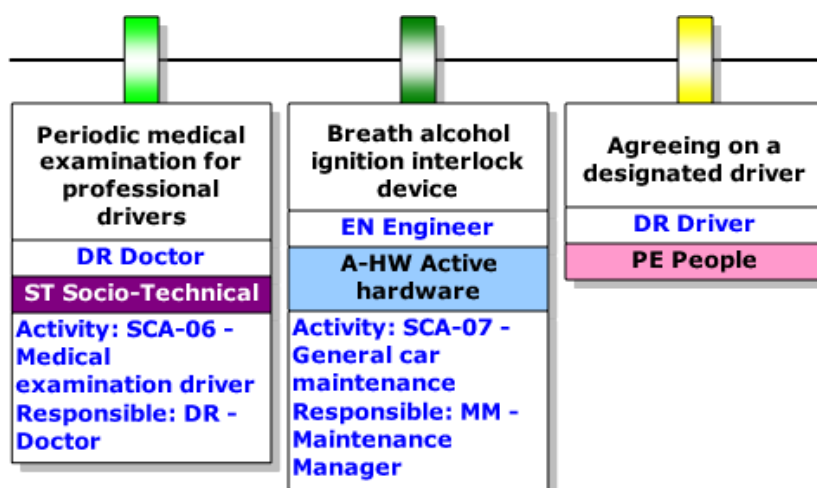 Periodic medical
examination for
professional
drivers
DR Doctor
ST Socio-Technical
Activity: SCA-06 -
Medical
examination driver
Responsible: DR -
Doctor
Breath alcohol
ignition interlock
device
EN Engineer
A-HW Active
hardware
Activity: SCA-07 -
General car
maintenance
Responsible: MM -
Maintenance
Manager
Agreeing on a
designated driver
DR Driver
PE People